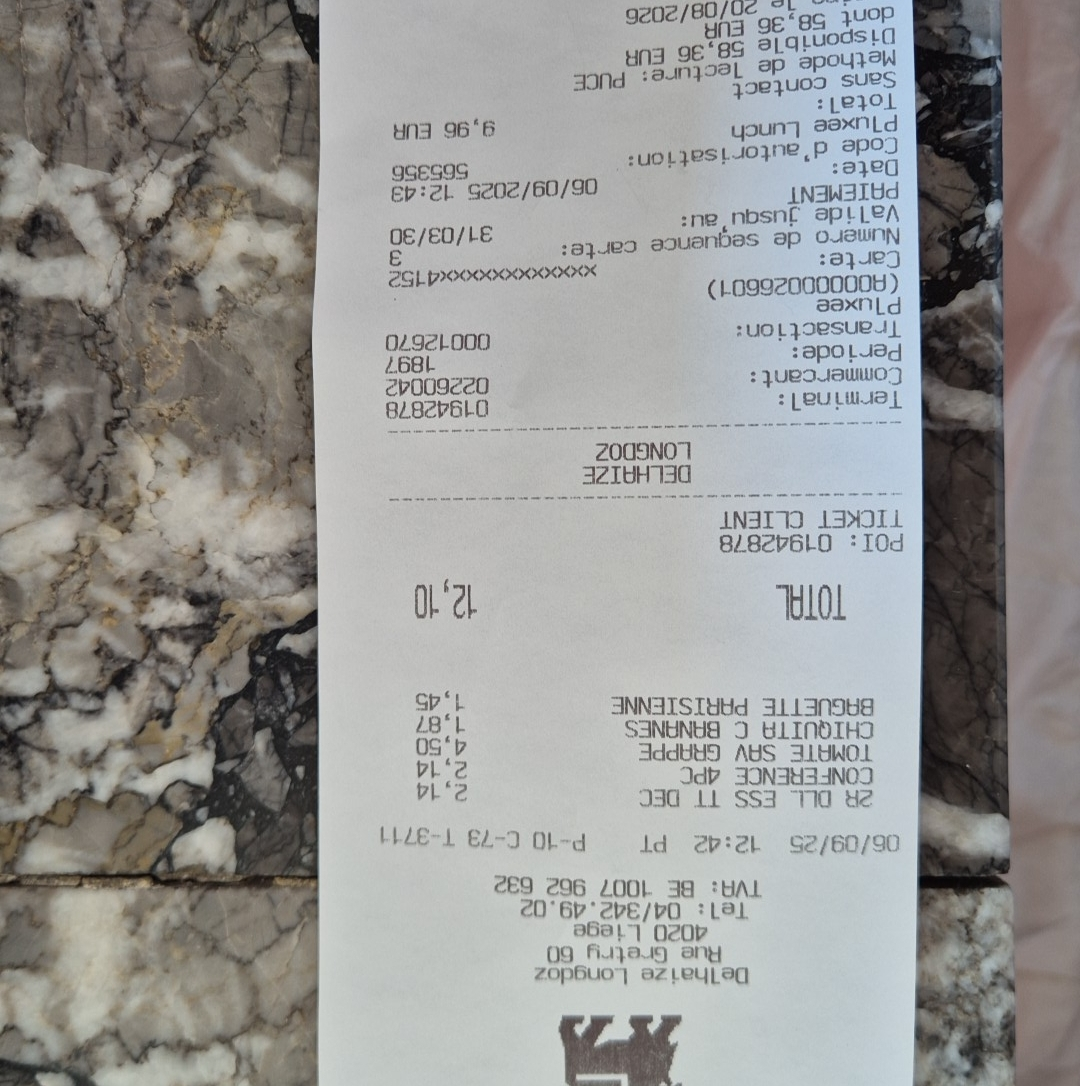 Delhaize Longdoz
Rue Gretry 60
4020 Liege
Tel: 04/342.49.02
TVA: BE 1007 962 632
06/09/25 12:42 PT P-10 C-73 T-3711
2R DLL ESS TT DEC 2,14
CONFERENCE 4PC 2,14
TOMATE SAV GRAPPE 4,50
CHIQUITA C BANANES 1,87
BAGUETTE PARISIENNE 1,45
TOTAL 12,10
POI: 01942878
TICKET CLIENT
DELHAIZE
LONGDOZ
Terminal: 01942878
Commercant: 02260042
Periode: 1897
Transaction: 00012670
Pluxee
(A0000026601)
Carte: xxxxxxxxxxxxxxx4152
Numero de sequence carte: 3
Valide jusqu au: 31/03/30
PAIEMENT
Date: 06/09/2025 12:43
Code d'autorisation: 565356
Pluxee Lunch
Total: 9,96 EUR
Sans contact
Methode de lecture: PUCE
Disponible 58,36 EUR
dont 58,36 EUR
le 20/08/2026